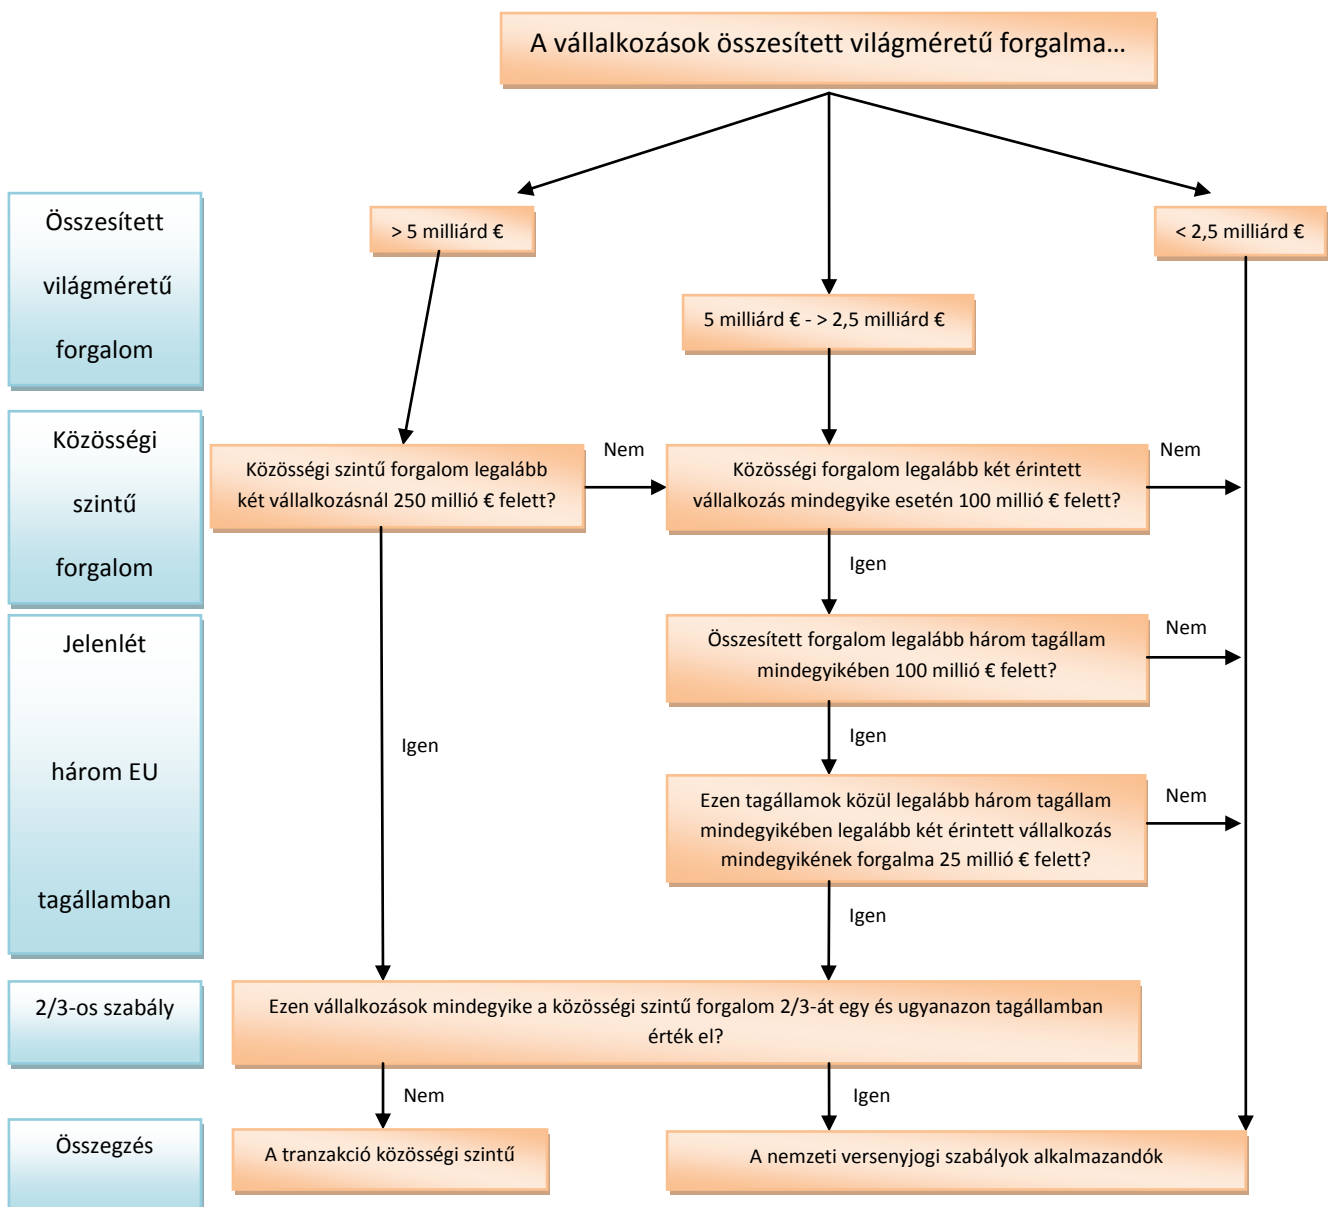 A vállalkozások összesített világméretű forgalma...
Összesített
világméretű
forgalom
> 5 milliárd €
< 2,5 milliárd €
5 milliárd € - > 2,5 milliárd €
Közösségi
szintű
forgalom
Közösségi szintű forgalom legalább
két vállalkozásnál 250 millió € felett?
Nem
Közösségi forgalom legalább két érintett
vállalkozás mindegyike esetén 100 millió € felett?
Nem
Igen
Jelenlét
három EU
tagállamban
Összesített forgalom legalább három tagállam
mindegyikében 100 millió € felett?
Nem
Igen
Igen
Ezen tagállamok közül legalább három tagállam
mindegyikében legalább két érintett vállalkozás
mindegyikének forgalma 25 millió € felett?
Nem
Igen
2/3-os szabály
Ezen vállalkozások mindegyike a közösségi szintű forgalom 2/3-át egy és ugyanazon tagállamban
érték el?
Nem
Igen
Összegzés
A tranzakció közösségi szintű
A nemzeti versenyjogi szabályok alkalmazandók